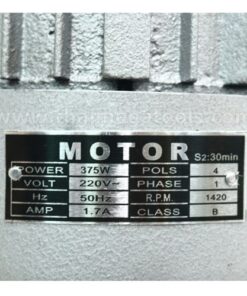 MOTOR S2:30min
POWER 375W POLS 4
VOLT 220V~ PHASE 1
Hz 50Hz R.P.M. 1420
AMP 1.7A CLASS B